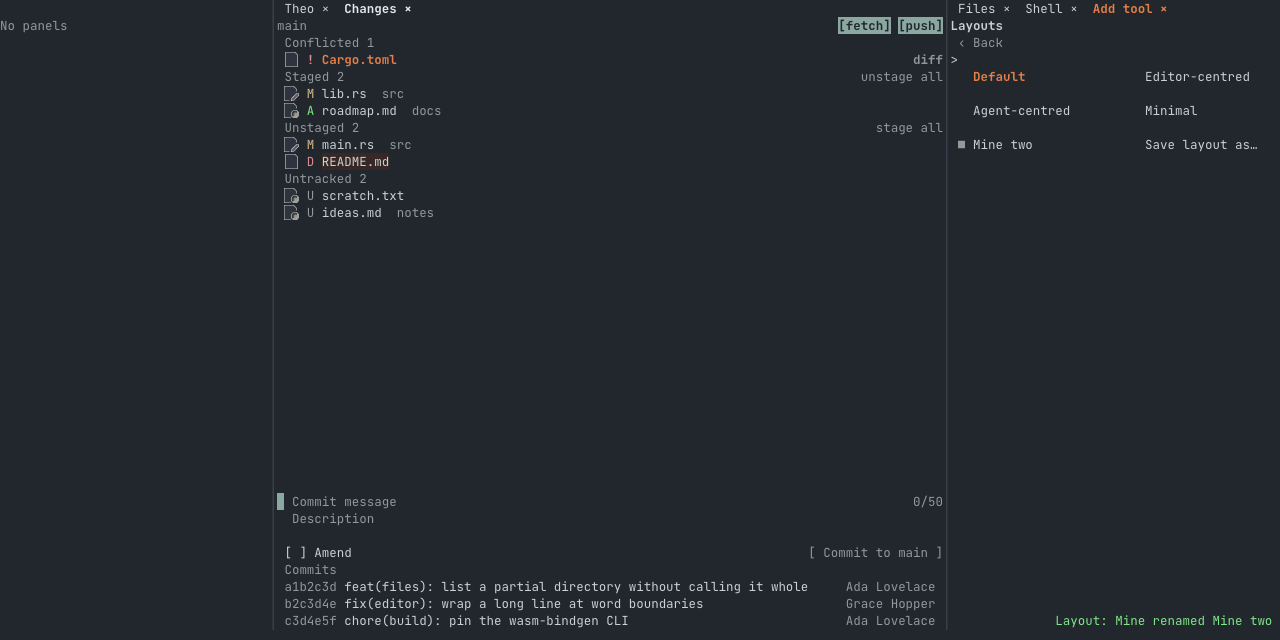 Theo × Changes × Files × Shell × Add tool ×
No panels
main [fetch] [push]
Conflicted 1
! Cargo.toml diff
Staged 2 unstage all
M lib.rs src
A roadmap.md docs
Unstaged 2 stage all
M main.rs src
D README.md
Untracked 2
U scratch.txt
U ideas.md notes
Commit message 0/50
Description
[ ] Amend [ Commit to main ]
Commits
a1b2c3d feat(files): list a partial directory without calling it whole Ada Lovelace
b2c3d4e fix(editor): wrap a long line at word boundaries Grace Hopper
c3d4e5f chore(build): pin the wasm-bindgen CLI Ada Lovelace
Layouts
‹ Back
>
Default Editor-centred
Agent-centred Minimal
Mine two Save layout as…
Layout: Mine renamed Mine two